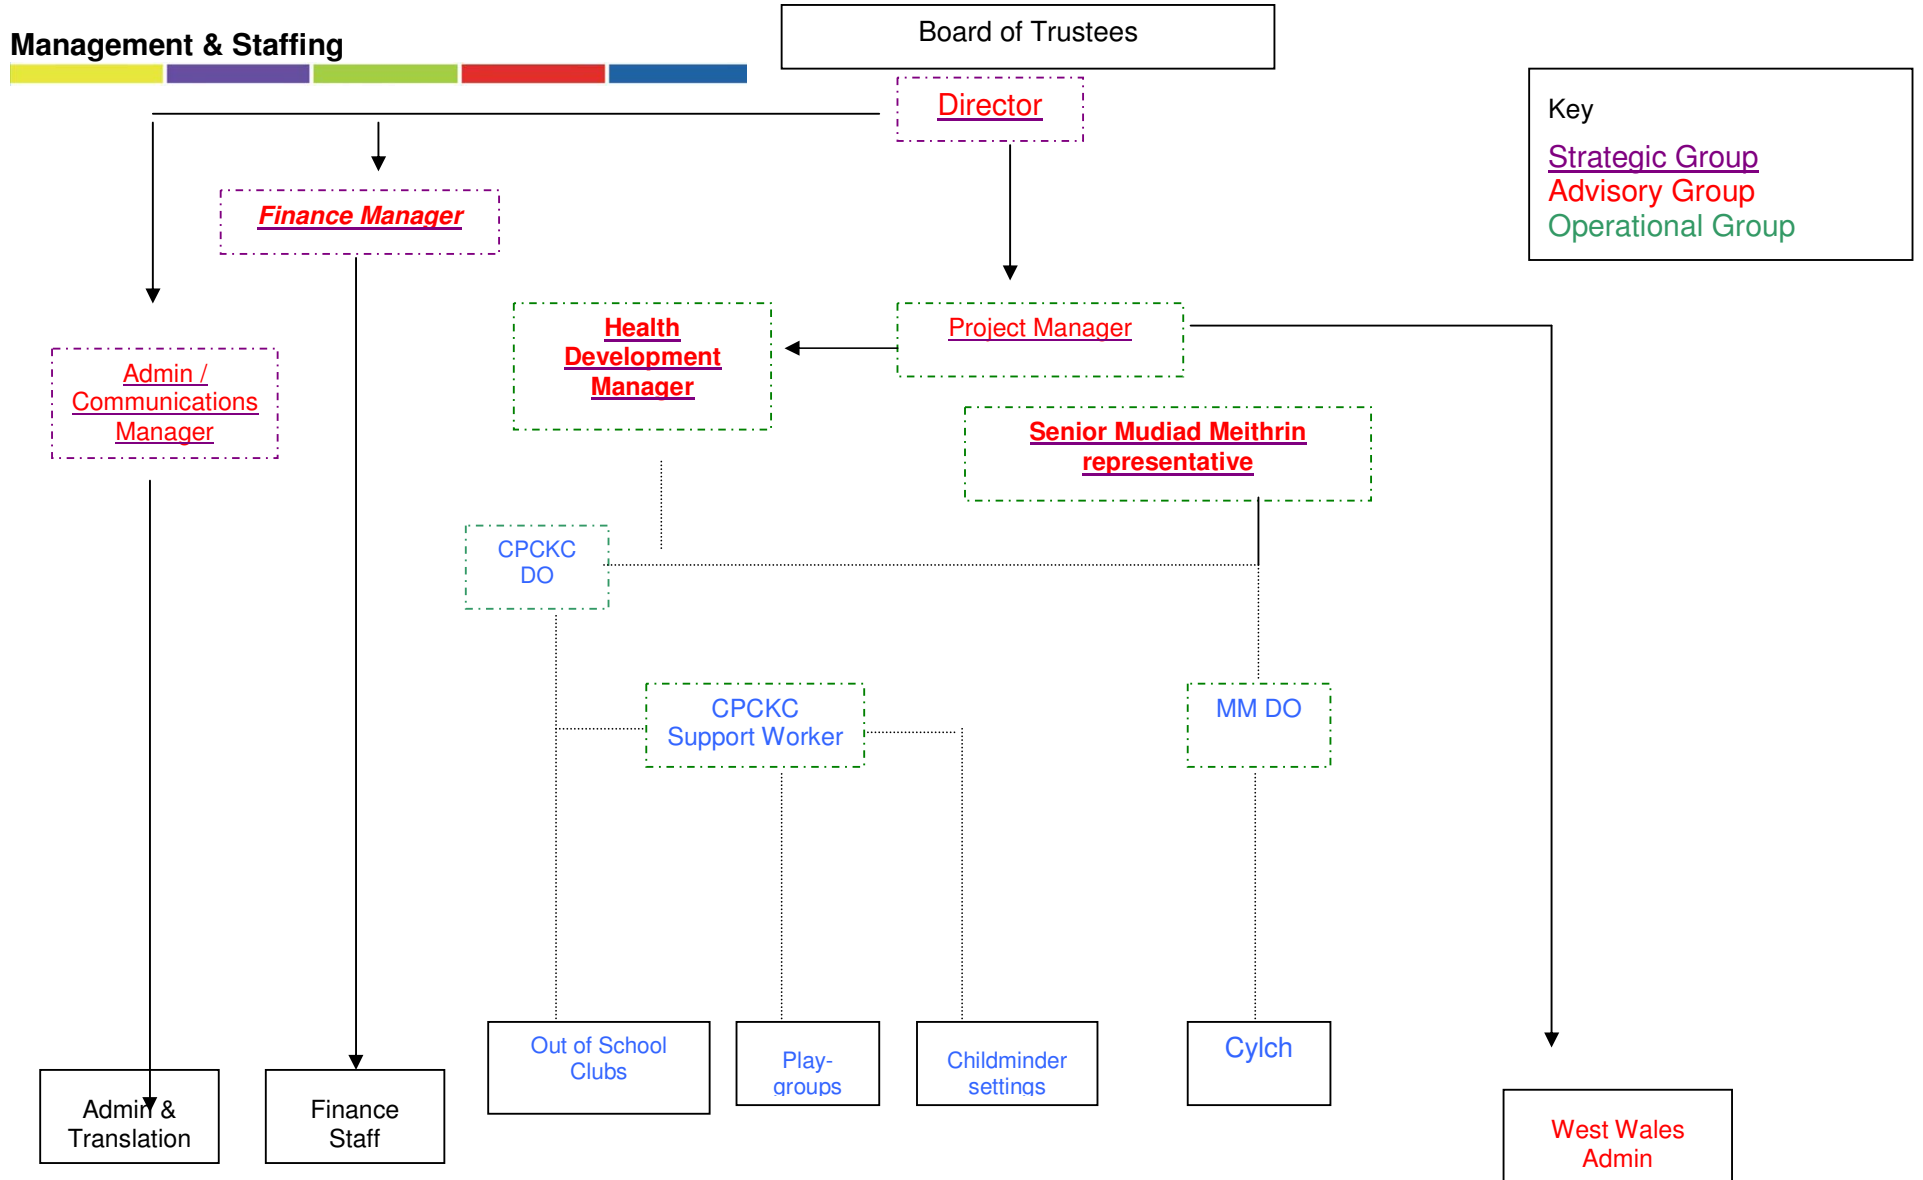 Management & Staffing
Board of Trustees
Director
Key
Strategic Group
Advisory Group
Operational Group
Finance Manager
Health
Development
Manager
Project Manager
Admin /
Communications
Manager
Senior Mudiad Meithrin
representative
CPCKC
DO
CPCKC
Support Worker
MM DO
Out of School
Clubs
Play-
groups
Childminder
settings
Cylch
Admin &
Translation
Finance
Staff
West Wales
Admin